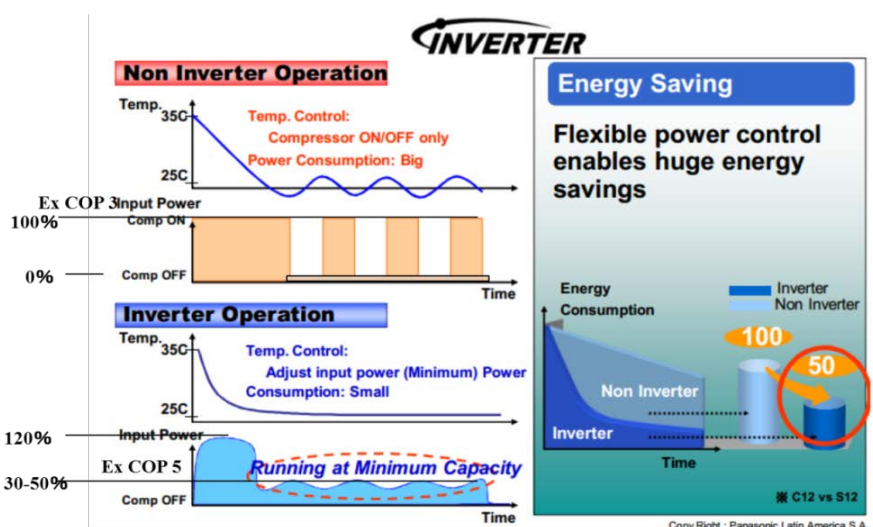 INVERTER
Non Inverter Operation
Temp.
35C
Temp. Control:
Compressor ON/OFF only
Power Consumption: Big
25C
Ex COP 3
Input Power
100%
Comp ON
0%
Comp OFF
Time
Inverter Operation
Temp.
35C
Temp. Control:
Adjust input power (Minimum) Power
Consumption: Small
25C
120%
Input Power
Ex COP 5
Running at Minimum Capacity
30-50%
Comp OFF
Time
Energy Saving
Flexible power control
enables huge energy
savings
Energy
Consumption
Inverter
Non Inverter
100
50
Non Inverter
Inverter
Time
※ C12 vs S12
Copy Right : Panasonic Latin America S.A